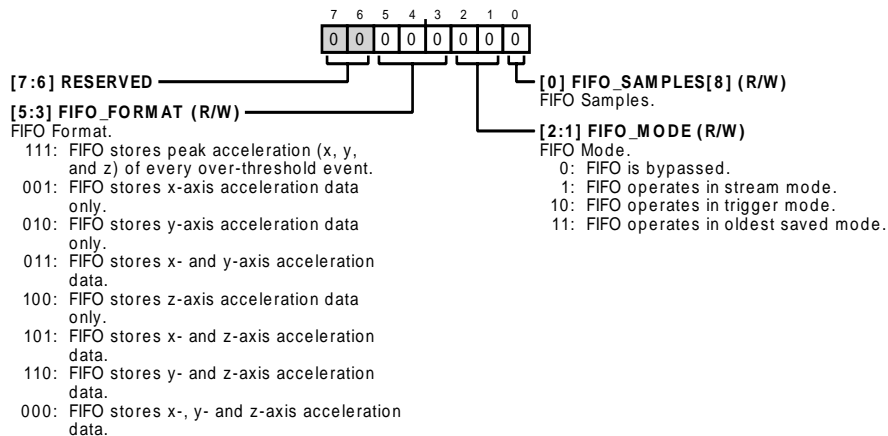 7 6 5 4 3 2 1 0
0 0 0 0 0 0 0 0
[7:6] RESERVED
[5:3] FIFO_FORMAT (R/W)
FIFO Format.
111: FIFO stores peak acceleration (x, y,
and z) of every over-threshold event.
001: FIFO stores x-axis acceleration data
only.
010: FIFO stores y-axis acceleration data
only.
011: FIFO stores x- and y-axis acceleration
data.
100: FIFO stores z-axis acceleration data
only.
101: FIFO stores x- and z-axis acceleration
data.
110: FIFO stores y- and z-axis acceleration
data.
000: FIFO stores x-, y- and z-axis acceleration
data.
[0] FIFO_SAMPLES[8] (R/W)
FIFO Samples.
[2:1] FIFO_MODE (R/W)
FIFO Mode.
0: FIFO is bypassed.
1: FIFO operates in stream mode.
10: FIFO operates in trigger mode.
11: FIFO operates in oldest saved mode.